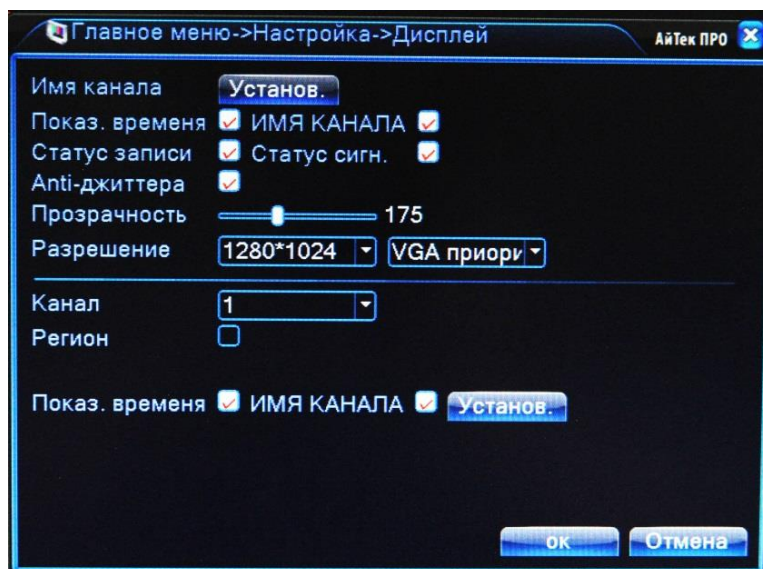 Главное меню->Настройка->Дисплей АйТек ПРО
Имя канала Установ.
Показ. временя ИМЯ КАНАЛА
Статус записи Статус сигн.
Anti-джиттера
Прозрачность 175
Разрешение 1280*1024 VGA приори
Канал 1
Регион
Показ. временя ИМЯ КАНАЛА Установ.
ок Отмена